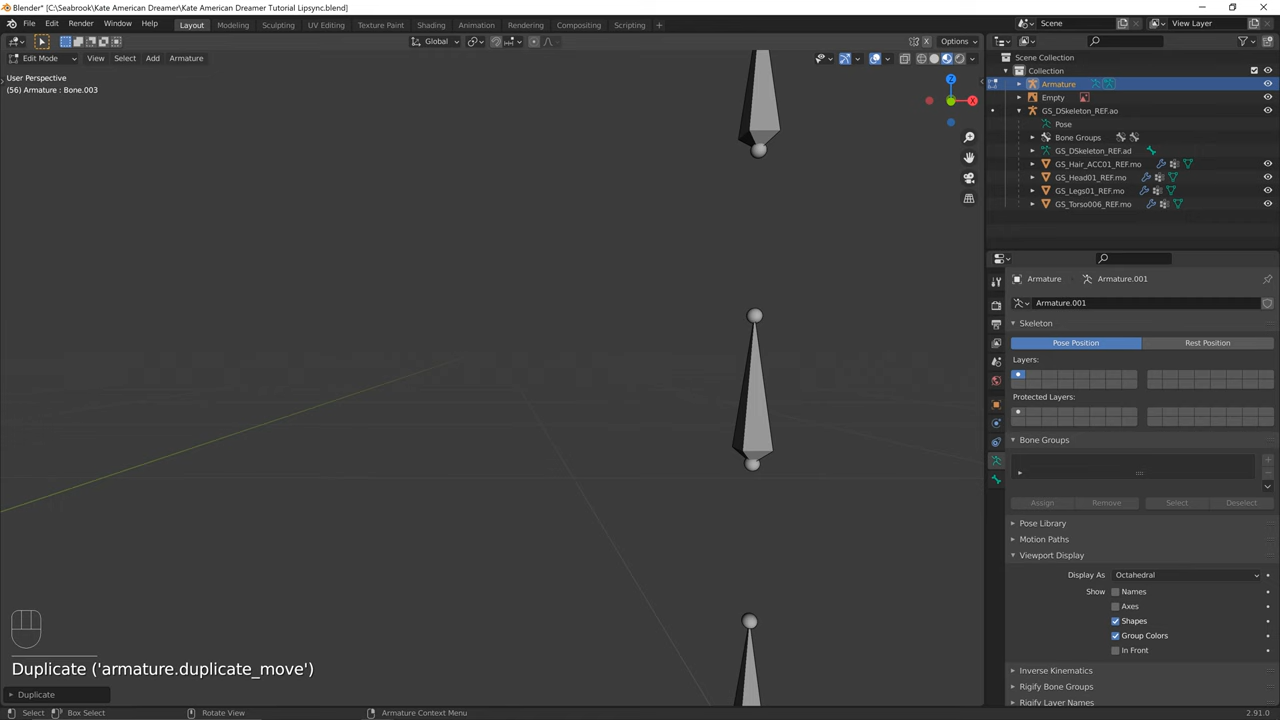 Blender* [C:\Seabrook\Kate American Dreamer\Kate American Dreamer Tutorial Lipsync.blend]
File Edit Render Window Help Layout Modeling Sculpting UV Editing Texture Paint Shading Animation Rendering Compositing Scripting + Scene View Layer
Global Options
Edit Mode View Select Add Armature
User Perspective
(56) Armature : Bone.003
Z
X
Scene Collection
Collection
Armature
Empty
GS_DSkeleton_REF.ao
Pose
Bone Groups
GS_DSkeleton_REF.ad
GS_Hair_ACC01_REF.mo
GS_Head01_REF.mo
GS_Legs01_REF.mo
GS_Torso006_REF.mo
Armature Armature.001
Armature.001
Skeleton
Pose Position Rest Position
Layers:
Protected Layers:
Bone Groups
Assign Remove Select Deselect
Pose Library
Motion Paths
Viewport Display
Display As Octahedral
Show Names
Axes
Shapes
Group Colors
In Front
Inverse Kinematics
Rigify Bone Groups
Rigify Layer Names
Duplicate ('armature.duplicate_move')
Duplicate
Select Box Select Rotate View Armature Context Menu 2.91.0